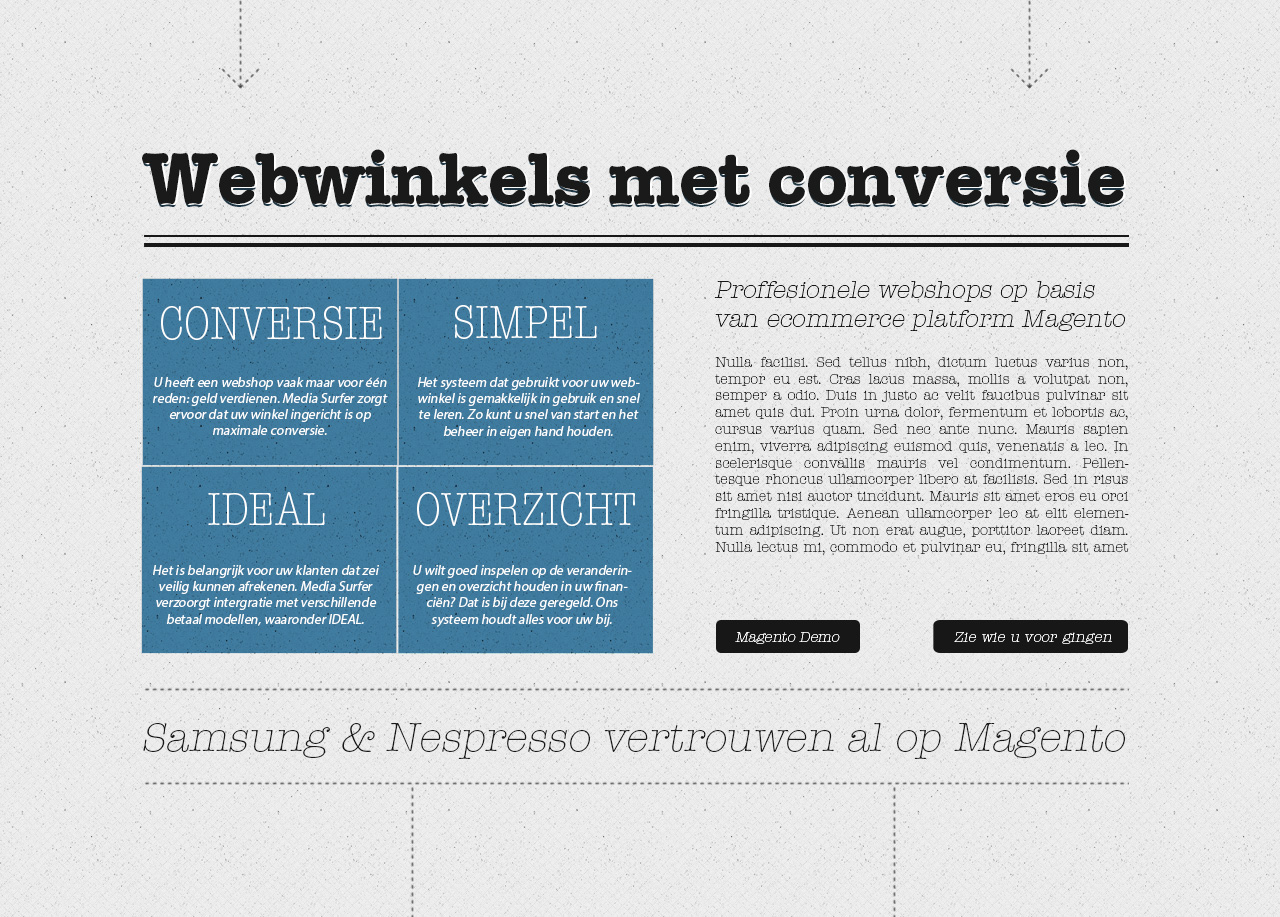 Webwinkels met conversie
CONVERSIE
U heeft een webshop vaak maar voor één
reden: geld verdienen. Media Surfer zorgt
ervoor dat uw winkel ingericht is op
maximale conversie.
SIMPEL
Het systeem dat gebruikt voor uw web-
winkel is gemakkelijk in gebruik en snel
te leren. Zo kunt u snel van start en het
beheer in eigen hand houden.
IDEAL
Het is belangrijk voor uw klanten dat zei
veilig kunnen afrekenen. Media Surfer
verzoorgt intergratie met verschillende
betaal modellen, waaronder IDEAL.
OVERZICHT
U wilt goed inspelen op de veranderin-
gen en overzicht houden in uw finan-
ciën? Dat is bij deze geregeld. Ons
systeem houdt alles voor uw bij.
Proffesionele webshops op basis
van ecommerce platform Magento
Nulla facilisi. Sed tellus nibh, dictum luctus varius non,
tempor eu est. Cras lacus massa, mollis a volutpat non,
semper a odio. Duis in justo ac velit faucibus pulvinar sit
amet quis dui. Proin urna dolor, fermentum et lobortis ac,
cursus varius quam. Sed nec ante nunc. Mauris sapien
enim, viverra adipiscing euismod quis, venenatis a leo. In
scelerisque convallis mauris vel condimentum. Pellen-
tesque rhoncus ullamcorper libero at facilisis. Sed in risus
sit amet nisi auctor tincidunt. Mauris sit amet eros eu orci
fringilla tristique. Aenean ullamcorper leo at elit elemen-
tum adipiscing. Ut non erat augue, porttitor laoreet diam.
Nulla lectus mi, commodo et pulvinar eu, fringilla sit amet
Magento Demo
Zie wie u voor gingen
Samsung & Nespresso vertrouwen al op Magento